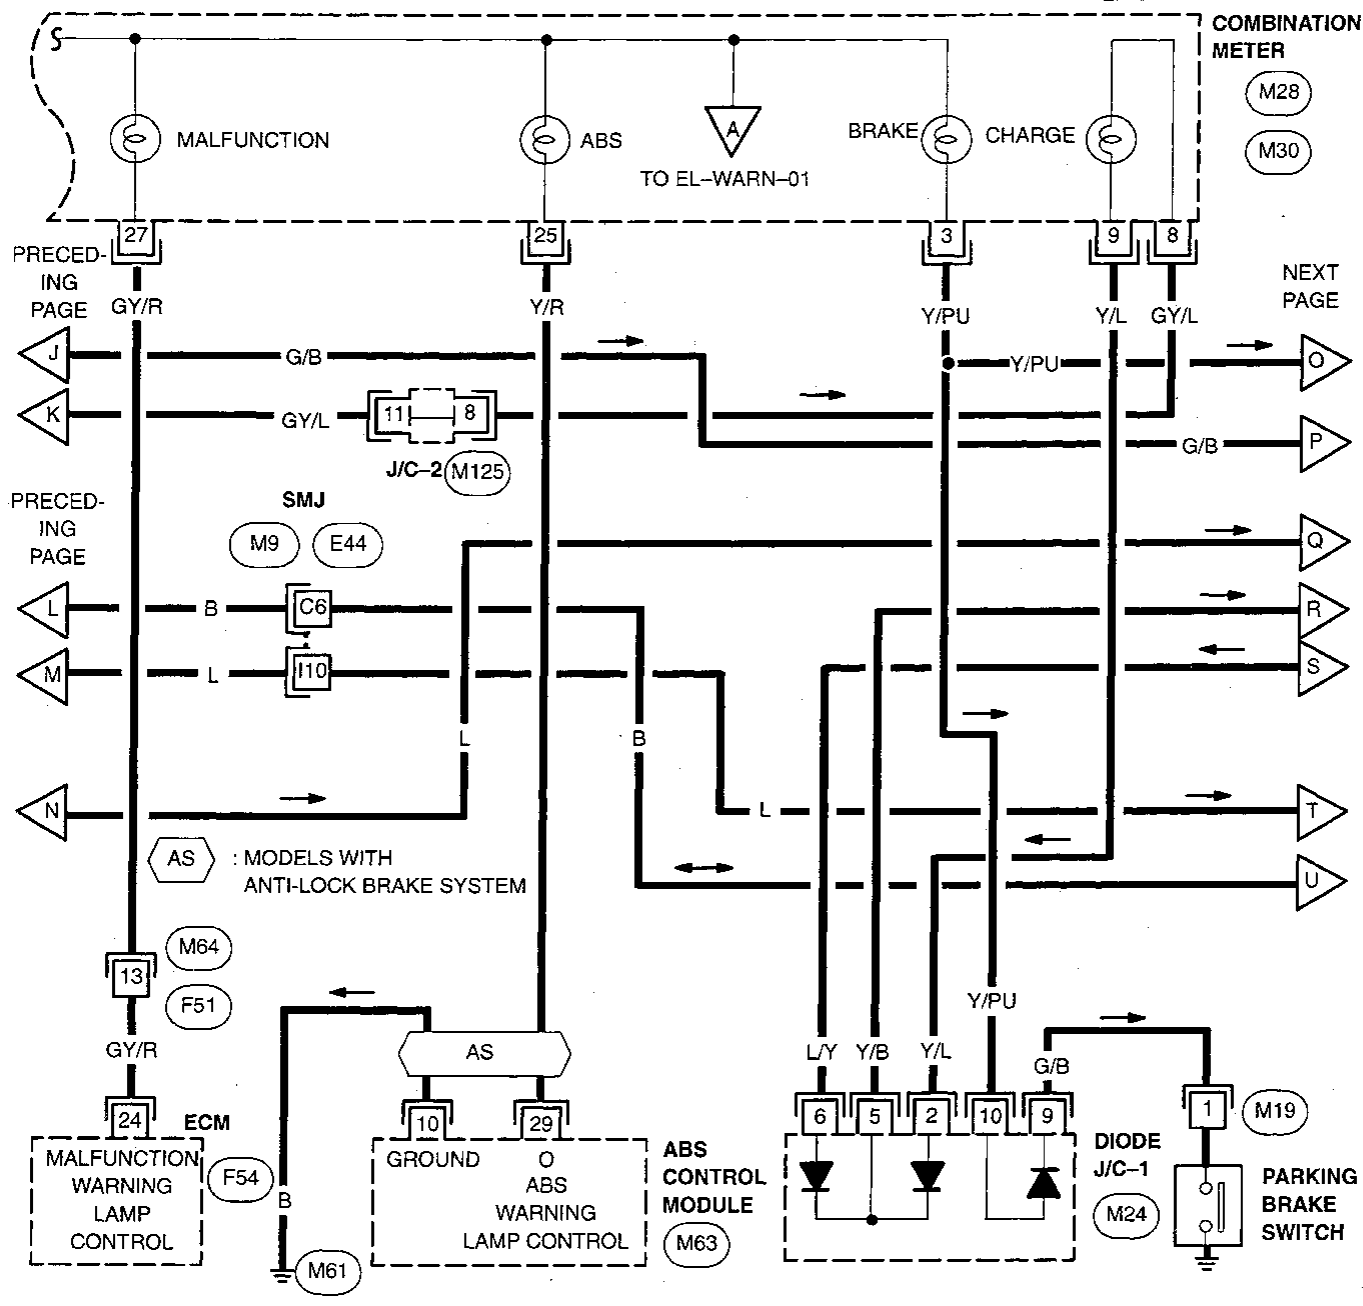 COMBINATION
METER
M28
M30
MALFUNCTION
ABS
A
TO EL–WARN–01
BRAKE
CHARGE
27
25
3
9
8
PRECED-
ING
PAGE
GY/R
Y/R
Y/PU
Y/L
GY/L
NEXT
PAGE
J
G/B
Y/PU
O
K
GY/L
11
8
G/B
P
J/C–2
M125
PRECED-
ING
PAGE
SMJ
M9
E44
Q
L
B
C6
R
M
L
I10
S
L
B
N
L
T
AS
: MODELS WITH
ANTI-LOCK BRAKE SYSTEM
U
M64
13
F51
Y/PU
GY/R
AS
L/Y
Y/B
Y/L
G/B
24
ECM
10
29
6
5
2
10
9
1
M19
MALFUNCTION
WARNING
LAMP
CONTROL
F54
B
M61
GROUND
O
ABS
WARNING
LAMP CONTROL
ABS
CONTROL
MODULE
M63
DIODE
J/C–1
M24
PARKING
BRAKE
SWITCH